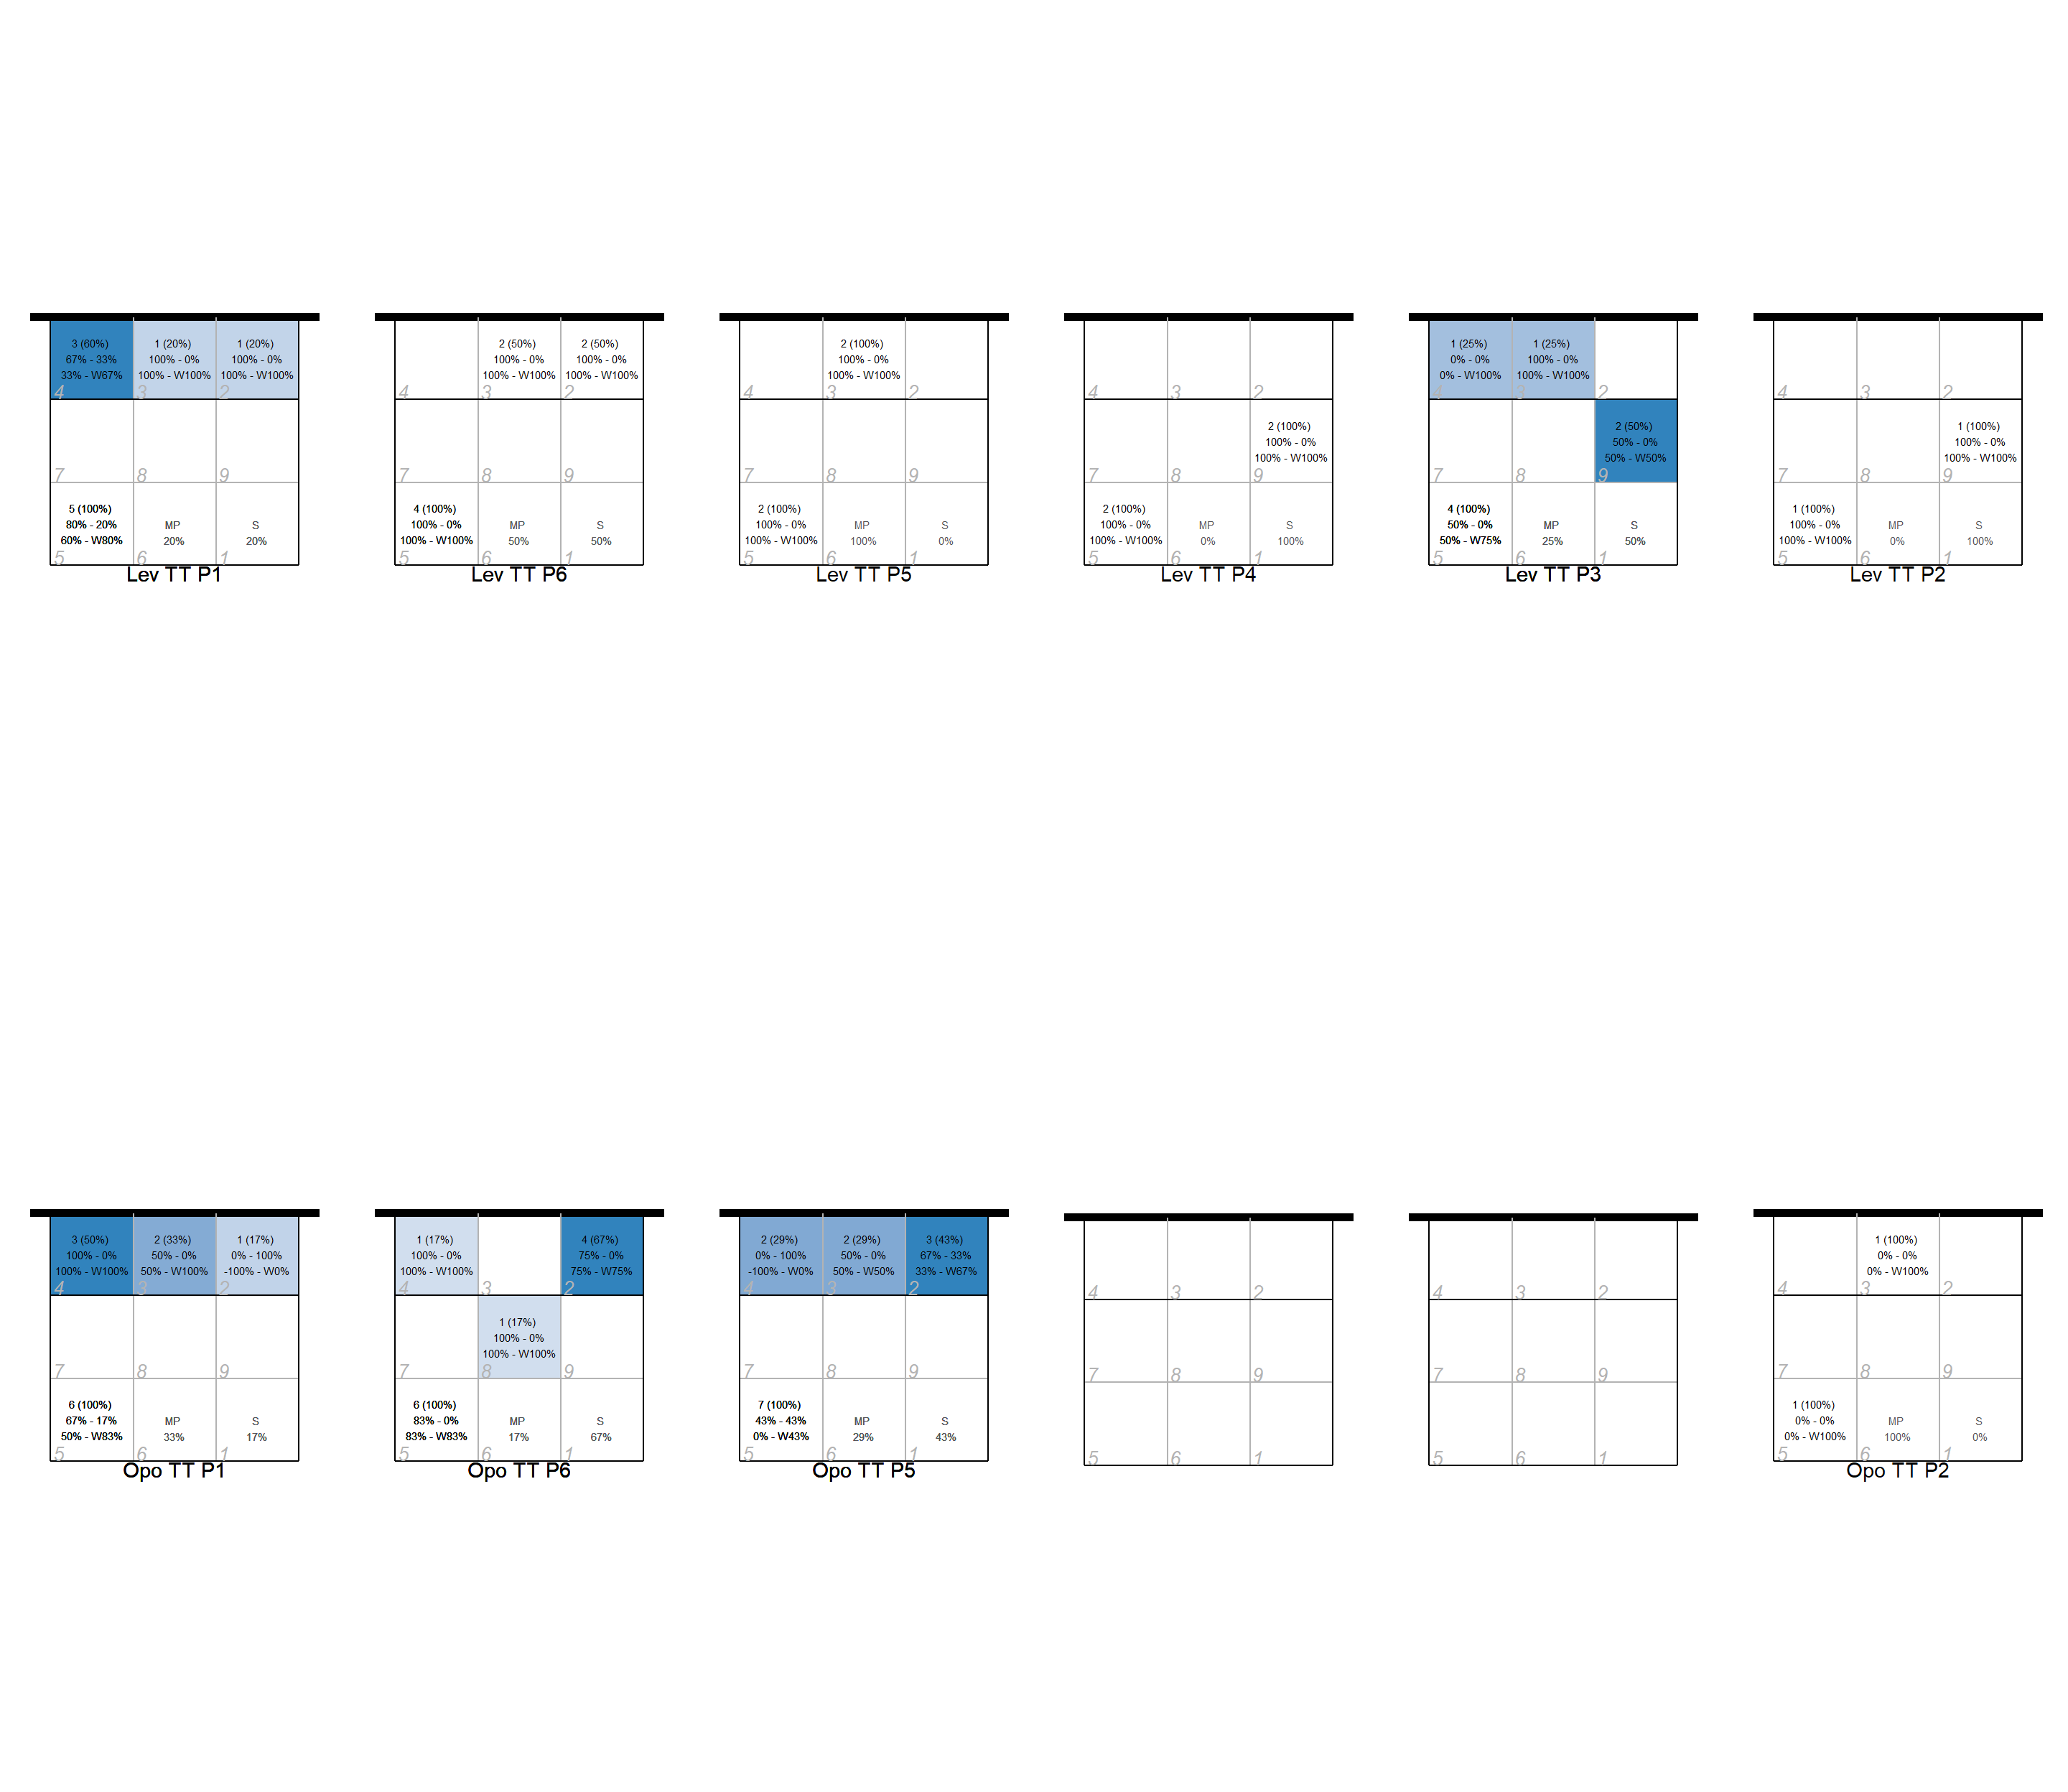 3 (60%)
67% - 33%
33% - W67%
4
1 (20%)
100% - 0%
100% - W100%
3
1 (20%)
100% - 0%
100% - W100%
2
7
8
9
5 (100%)
80% - 20%
60% - W80%
5
MP
20%
6
S
20%
1
Lev TT P1
4
2 (50%)
100% - 0%
100% - W100%
3
2 (50%)
100% - 0%
100% - W100%
2
7
8
9
4 (100%)
100% - 0%
100% - W100%
5
MP
50%
6
S
50%
1
Lev TT P6
4
2 (100%)
100% - 0%
100% - W100%
3
2
7
8
9
2 (100%)
100% - 0%
100% - W100%
5
MP
100%
6
S
0%
1
Lev TT P5
4
3
2
7
8
2 (100%)
100% - 0%
100% - W100%
9
2 (100%)
100% - 0%
100% - W100%
5
MP
0%
6
S
100%
1
Lev TT P4
1 (25%)
0% - 0%
0% - W100%
4
1 (25%)
100% - 0%
100% - W100%
3
2
7
8
2 (50%)
50% - 0%
50% - W50%
9
4 (100%)
50% - 0%
50% - W75%
5
MP
25%
6
S
50%
1
Lev TT P3
4
3
2
7
8
1 (100%)
100% - 0%
100% - W100%
9
1 (100%)
100% - 0%
100% - W100%
5
MP
0%
6
S
100%
1
Lev TT P2
3 (50%)
100% - 0%
100% - W100%
4
2 (33%)
50% - 0%
50% - W100%
3
1 (17%)
0% - 100%
-100% - W0%
2
7
8
9
6 (100%)
67% - 17%
50% - W83%
5
MP
33%
6
S
17%
1
Opo TT P1
1 (17%)
100% - 0%
100% - W100%
4
3
4 (67%)
75% - 0%
75% - W75%
2
7
1 (17%)
100% - 0%
100% - W100%
8
9
6 (100%)
83% - 0%
83% - W83%
5
MP
17%
6
S
67%
1
Opo TT P6
2 (29%)
0% - 100%
-100% - W0%
4
2 (29%)
50% - 0%
50% - W50%
3
3 (43%)
67% - 33%
33% - W67%
2
7
8
9
7 (100%)
43% - 43%
0% - W43%
5
MP
29%
6
S
43%
1
Opo TT P5
4
3
2
7
8
9
5
6
1
4
3
2
7
8
9
5
6
1
4
1 (100%)
0% - 0%
0% - W100%
3
2
7
8
9
1 (100%)
0% - 0%
0% - W100%
5
MP
100%
6
S
0%
1
Opo TT P2